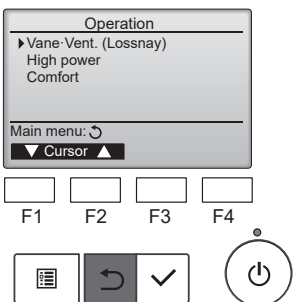 Operation
Vane·Vent. (Lossnay)
High power
Comfort
Main menu:
Cursor
F1 F2 F3 F4